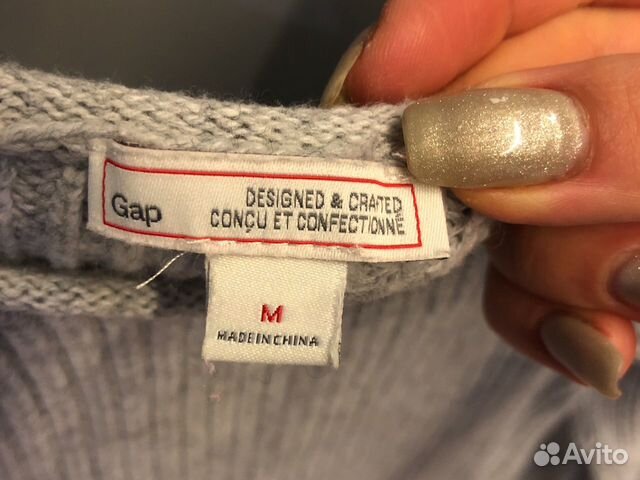 Gap
DESIGNED & CRAFTED
CONÇU ET CONFECTIONNÉ
M
MADE IN CHINA
Avito